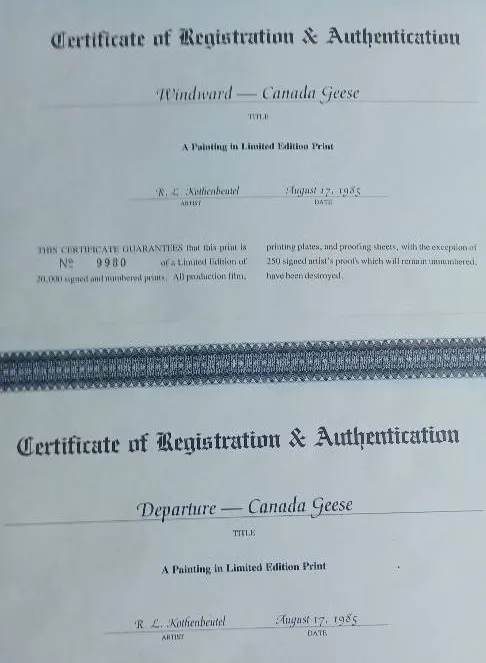 Certificate of Registration & Authentication
Windward — Canada Geese
TITLE
A Painting in Limited Edition Print
R. L. Kothenbeutel August 17, 1985
ARTIST DATE
THIS CERTIFICATE GUARANTEES that this print is
Nº 9980 of a Limited Edition of
20,000 signed and numbered prints. All production film,
printing plates, and proofing sheets, with the exception of
250 signed artist's proofs which will remain unnumbered,
have been destroyed.
Certificate of Registration & Authentication
Departure — Canada Geese
TITLE
A Painting in Limited Edition Print
R. L. Kothenbeutel August 17, 1985
ARTIST DATE